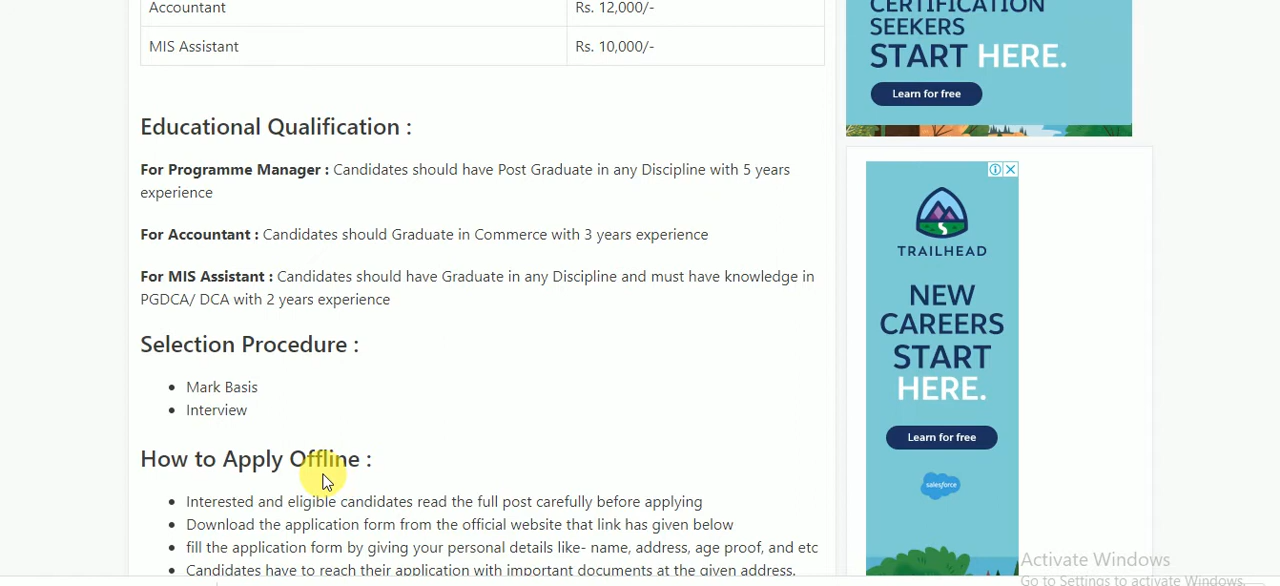 Accountant Rs. 12,000/-
MIS Assistant Rs. 10,000/-
Educational Qualification :
For Programme Manager : Candidates should have Post Graduate in any Discipline with 5 years
experience
For Accountant : Candidates should Graduate in Commerce with 3 years experience
For MIS Assistant : Candidates should have Graduate in any Discipline and must have knowledge in
PGDCA/ DCA with 2 years experience
Selection Procedure :
• Mark Basis
• Interview
How to Apply Offline :
• Interested and eligible candidates read the full post carefully before applying
• Download the application form from the official website that link has given below
• fill the application form by giving your personal details like- name, address, age proof, and etc
• Candidates have to reach their application with important documents at the given address.
CERTIFICATION
SEEKERS
START HERE.
Learn for free
TRAILHEAD
NEW
CAREERS
START
HERE.
Learn for free
salesforce
Activate Windows
Go to Settings to activate Windows.